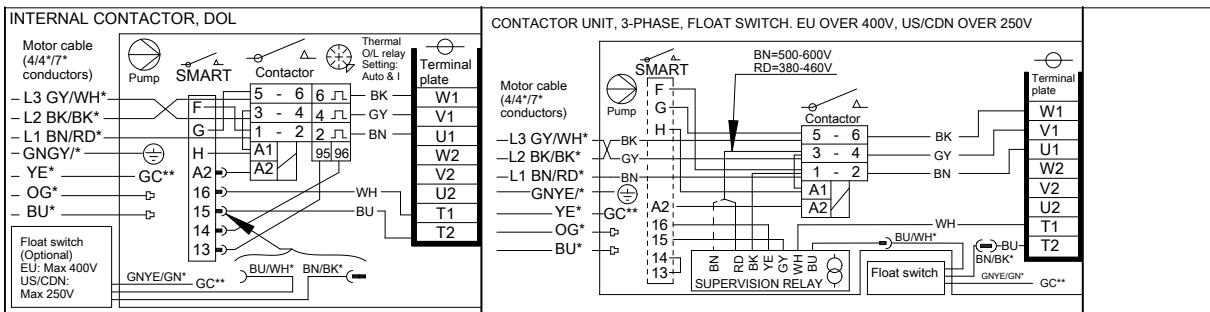 INTERNAL CONTACTOR, DOL
Motor cable
(4/4*/7*
conductors)
Pump
SMART
Contactor
Thermal
O/L relay
Setting:
Auto & I
Terminal
plate
L3 GY/WH*
L2 BK/BK*
L1 BN/RD*
GNGY/*
YE*
OG*
BU*
GC**
F
G
H
A2
16
15
14
13
5 - 6
3 - 4
1 - 2
A1
A2
6
4
2
95 96
BK
GY
BN
WH
BU
W1
V1
U1
W2
V2
U2
T1
T2
Float switch
(Optional)
EU: Max 400V
US/CDN:
Max 250V
GNYE/GN*
GC**
BU/WH*
BN/BK*
CONTACTOR UNIT, 3-PHASE, FLOAT SWITCH. EU OVER 400V, US/CDN OVER 250V
Motor cable
(4/4*/7*
conductors)
Pump
SMART
BN=500-600V
RD=380-460V
Contactor
Terminal
plate
L3 GY/WH*
L2 BK/BK*
L1 BN/RD*
GNYE/*
YE*
OG*
BU*
BK
GY
BN
GC**
F
G
H
A2
16
15
14
13
5 - 6
3 - 4
1 - 2
A1
A2
BK
GY
BN
WH
W1
V1
U1
W2
V2
U2
T1
T2
BN
RD
BK
YE
GY
WH
BU
SUPERVISION RELAY
BU/WH*
BU
BN/BK*
Float switch
GNYE/GN*
GC**